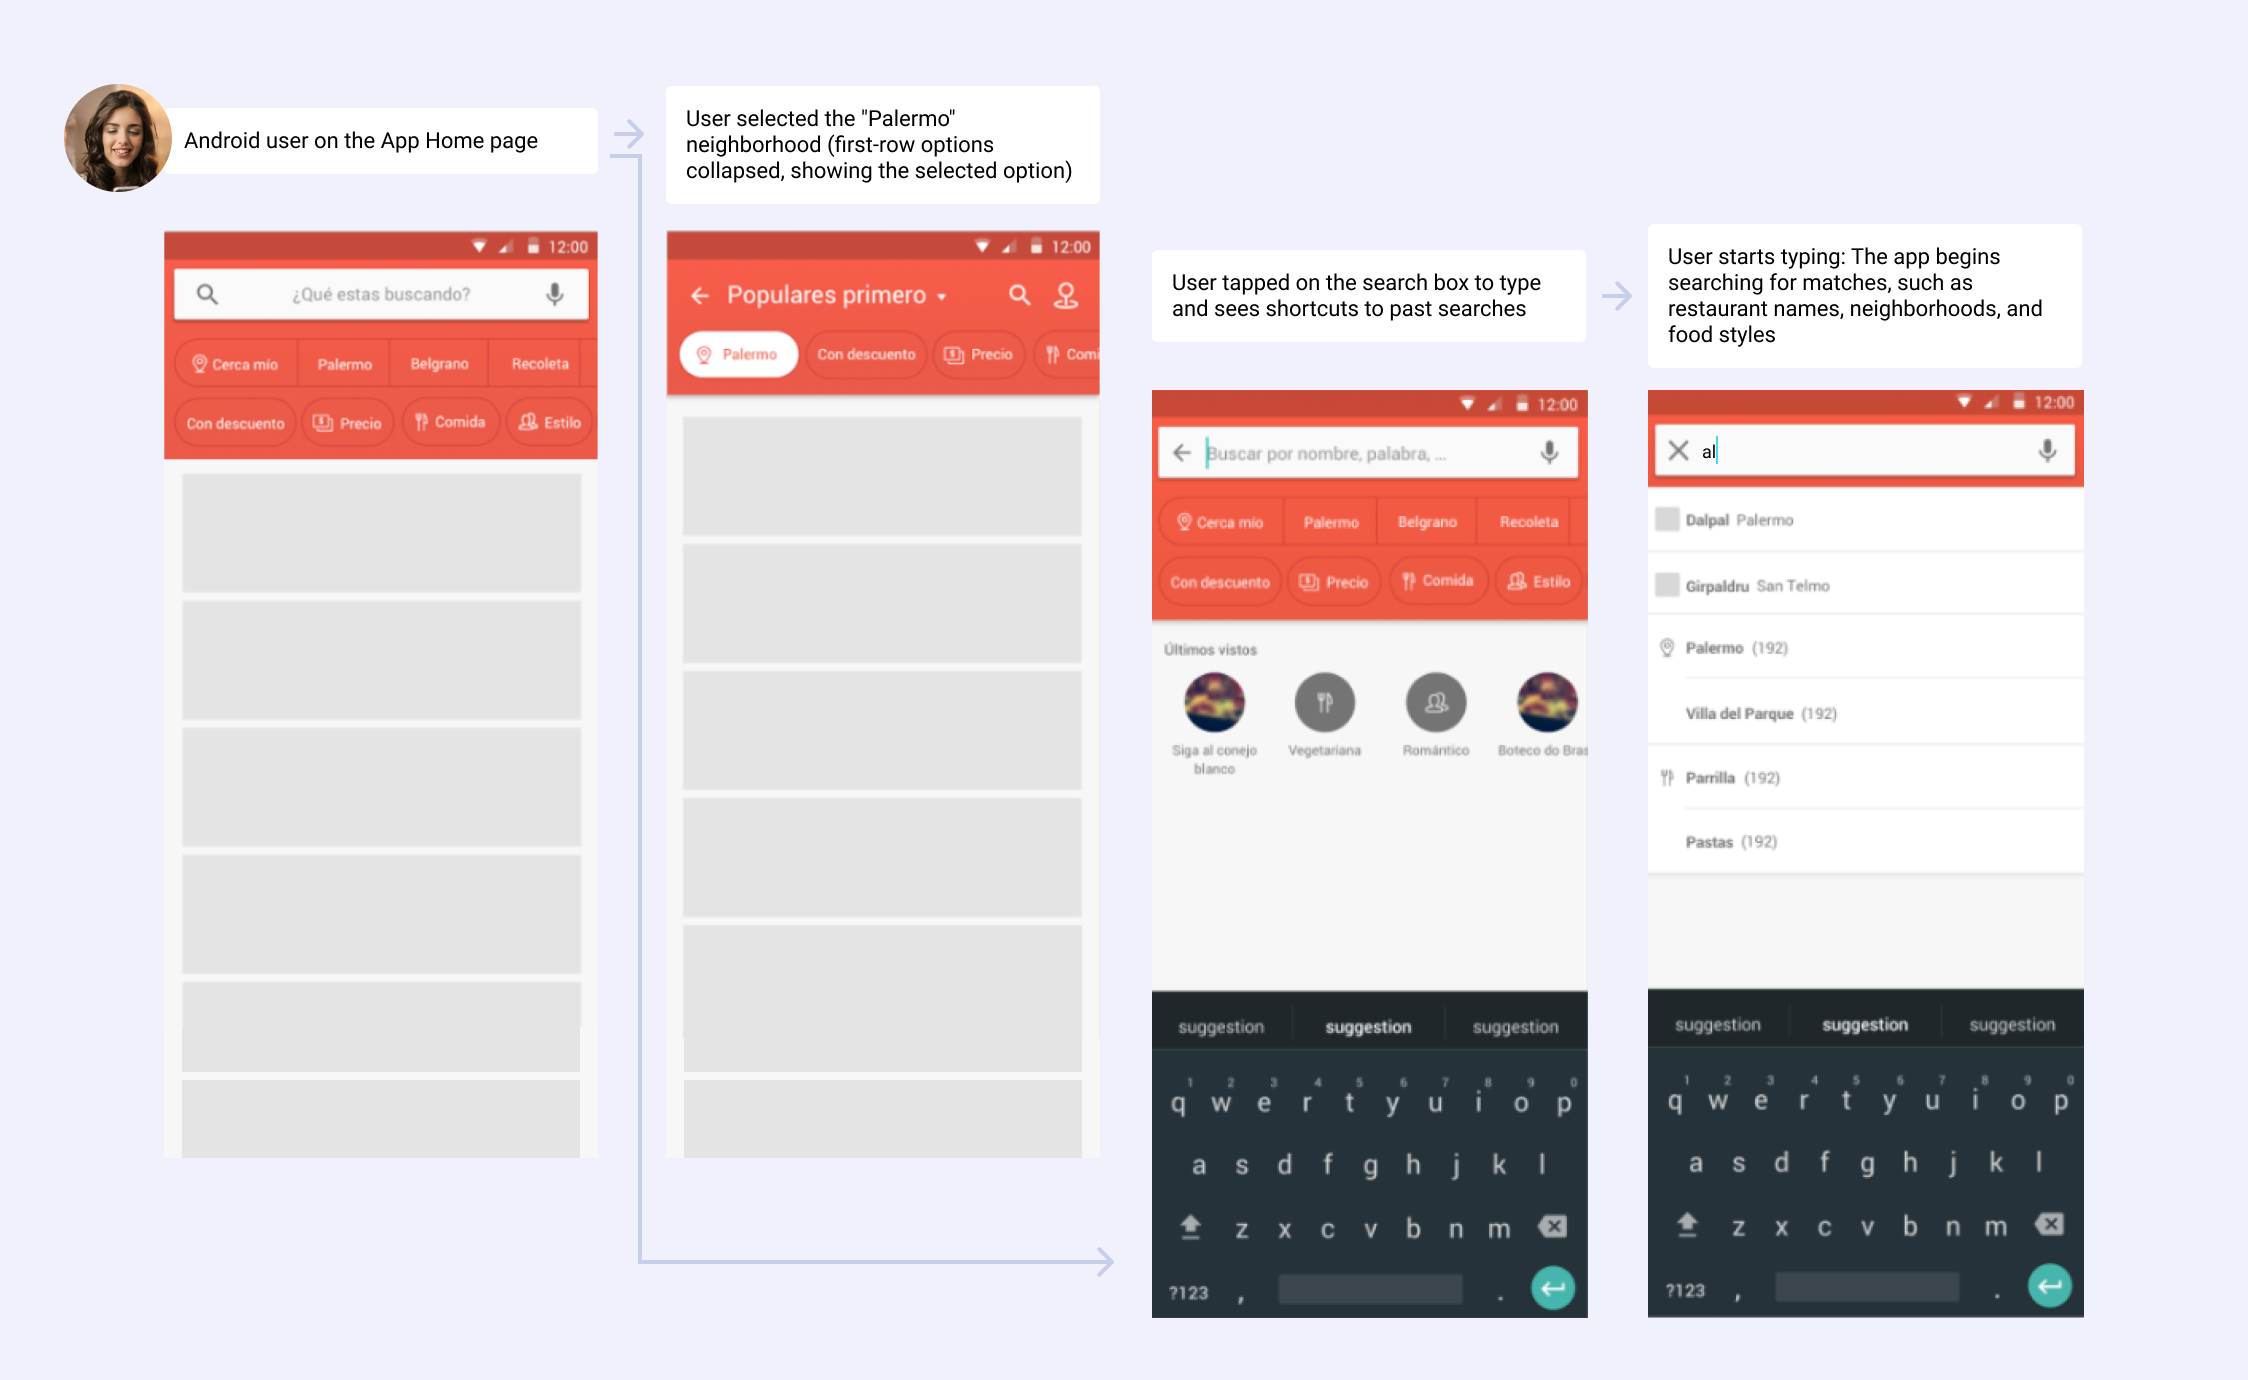 Android user on the App Home page
12:00
¿Qué estas buscando?
Cerca mío Palermo Belgrano Recoleta
Con descuento Precio Comida Estilo
User selected the "Palermo"
neighborhood (first-row options
collapsed, showing the selected option)
12:00
Populares primero
Palermo Con descuento Precio Comi
User tapped on the search box to type
and sees shortcuts to past searches
12:00
Buscar por nombre, palabra, ...
Cerca mío Palermo Belgrano Recoleta
Con descuento Precio Comida Estilo
Últimos vistos
Siga al conejo
blanco
Vegetariana
Romántico
Boteco do Bras
suggestion suggestion suggestion
1 2 3 4 5 6 7 8 9 0
q w e r t y u i o p
a s d f g h j k l
z x c v b n m
?123 , .
User starts typing: The app begins
searching for matches, such as
restaurant names, neighborhoods, and
food styles
12:00
al
Dalpal Palermo
Girpaldru San Telmo
Palermo (192)
Villa del Parque (192)
Parrilla (192)
Pastas (192)
suggestion suggestion suggestion
1 2 3 4 5 6 7 8 9 0
q w e r t y u i o p
a s d f g h j k l
z x c v b n m
?123 , .